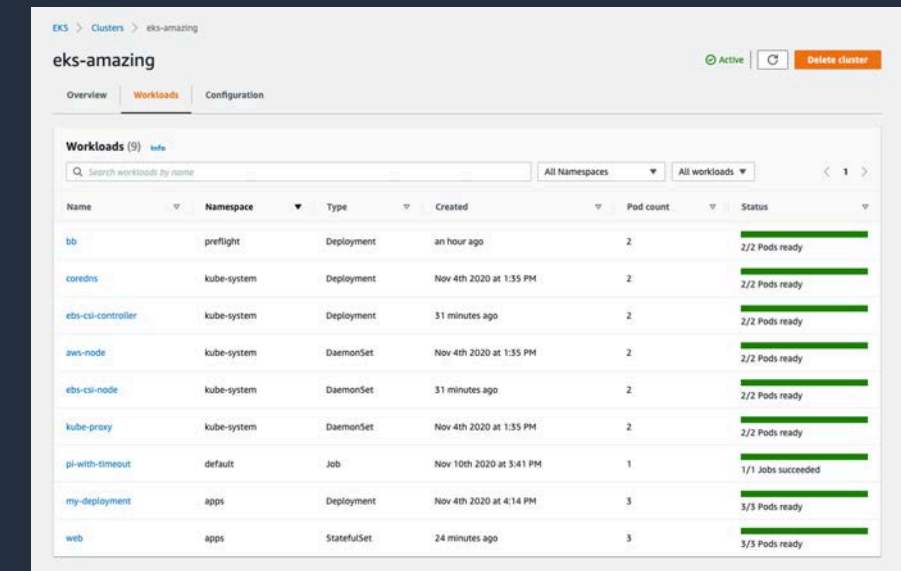 EKS > Clusters > eks-amazing
eks-amazing
Active
Delete cluster
Overview Workloads Configuration
Workloads (9) Info
Search workloads by name All Namespaces All workloads < 1 >
Name Namespace Type Created Pod count Status
bb preflight Deployment an hour ago 2 2/2 Pods ready
coredns kube-system Deployment Nov 4th 2020 at 1:35 PM 2 2/2 Pods ready
ebs-csi-controller kube-system Deployment 31 minutes ago 2 2/2 Pods ready
aws-node kube-system DaemonSet Nov 4th 2020 at 1:35 PM 2 2/2 Pods ready
ebs-csi-node kube-system DaemonSet 31 minutes ago 2 2/2 Pods ready
kube-proxy kube-system DaemonSet Nov 4th 2020 at 1:35 PM 2 2/2 Pods ready
pi-with-timeout default Job Nov 10th 2020 at 3:41 PM 1 1/1 Jobs succeeded
my-deployment apps Deployment Nov 4th 2020 at 4:14 PM 3 3/3 Pods ready
web apps StatefulSet 24 minutes ago 3 3/3 Pods ready